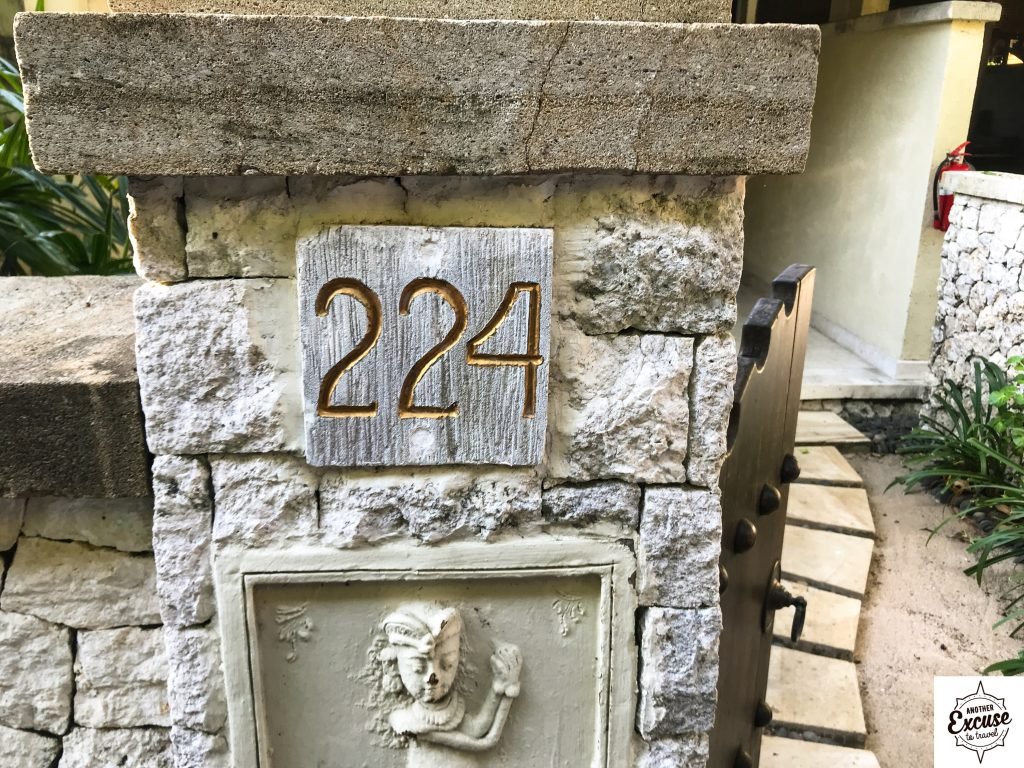 224
ANOTHER
Excuse
to travel